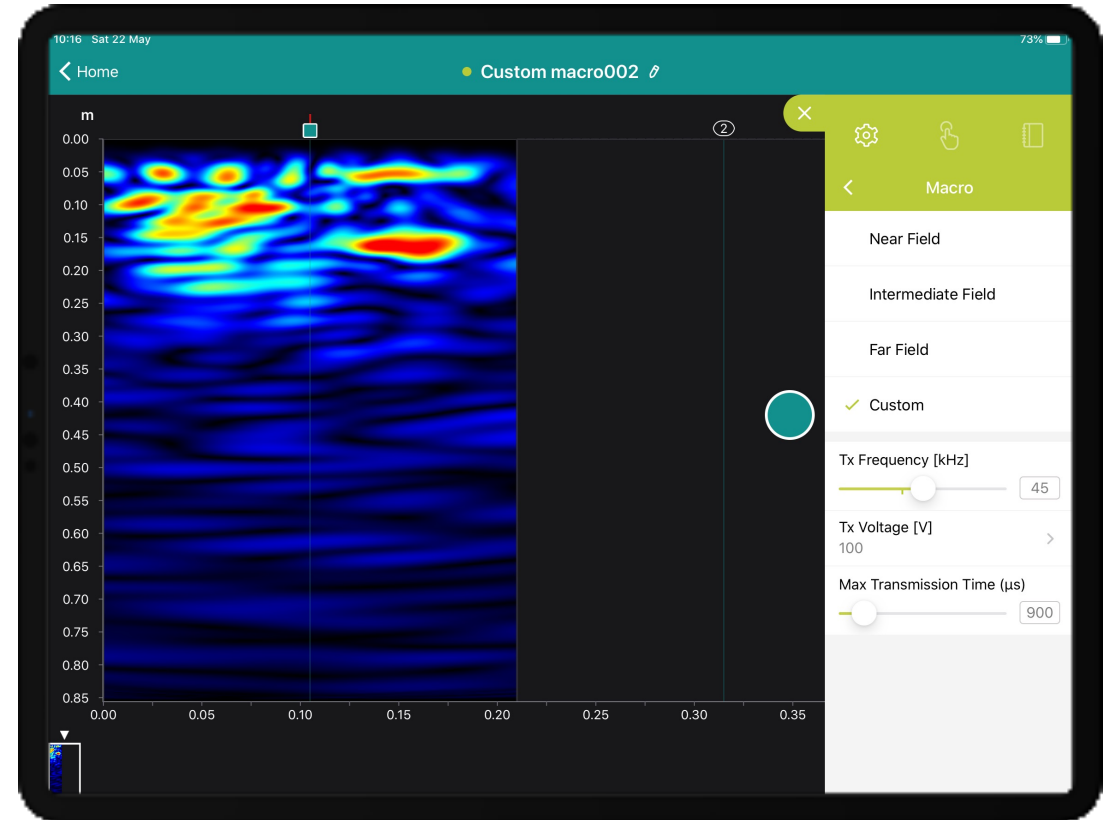 10:16 Sat 22 May
73%
Home
Custom macro002
m
2
0.00
0.05
0.10
0.15
0.20
0.25
0.30
0.35
0.40
0.45
0.50
0.55
0.60
0.65
0.70
0.75
0.80
0.85
0.00 0.05 0.10 0.15 0.20 0.25 0.30 0.35
Macro
Near Field
Intermediate Field
Far Field
Custom
Tx Frequency [kHz]
45
Tx Voltage [V]
100
Max Transmission Time (µs)
900